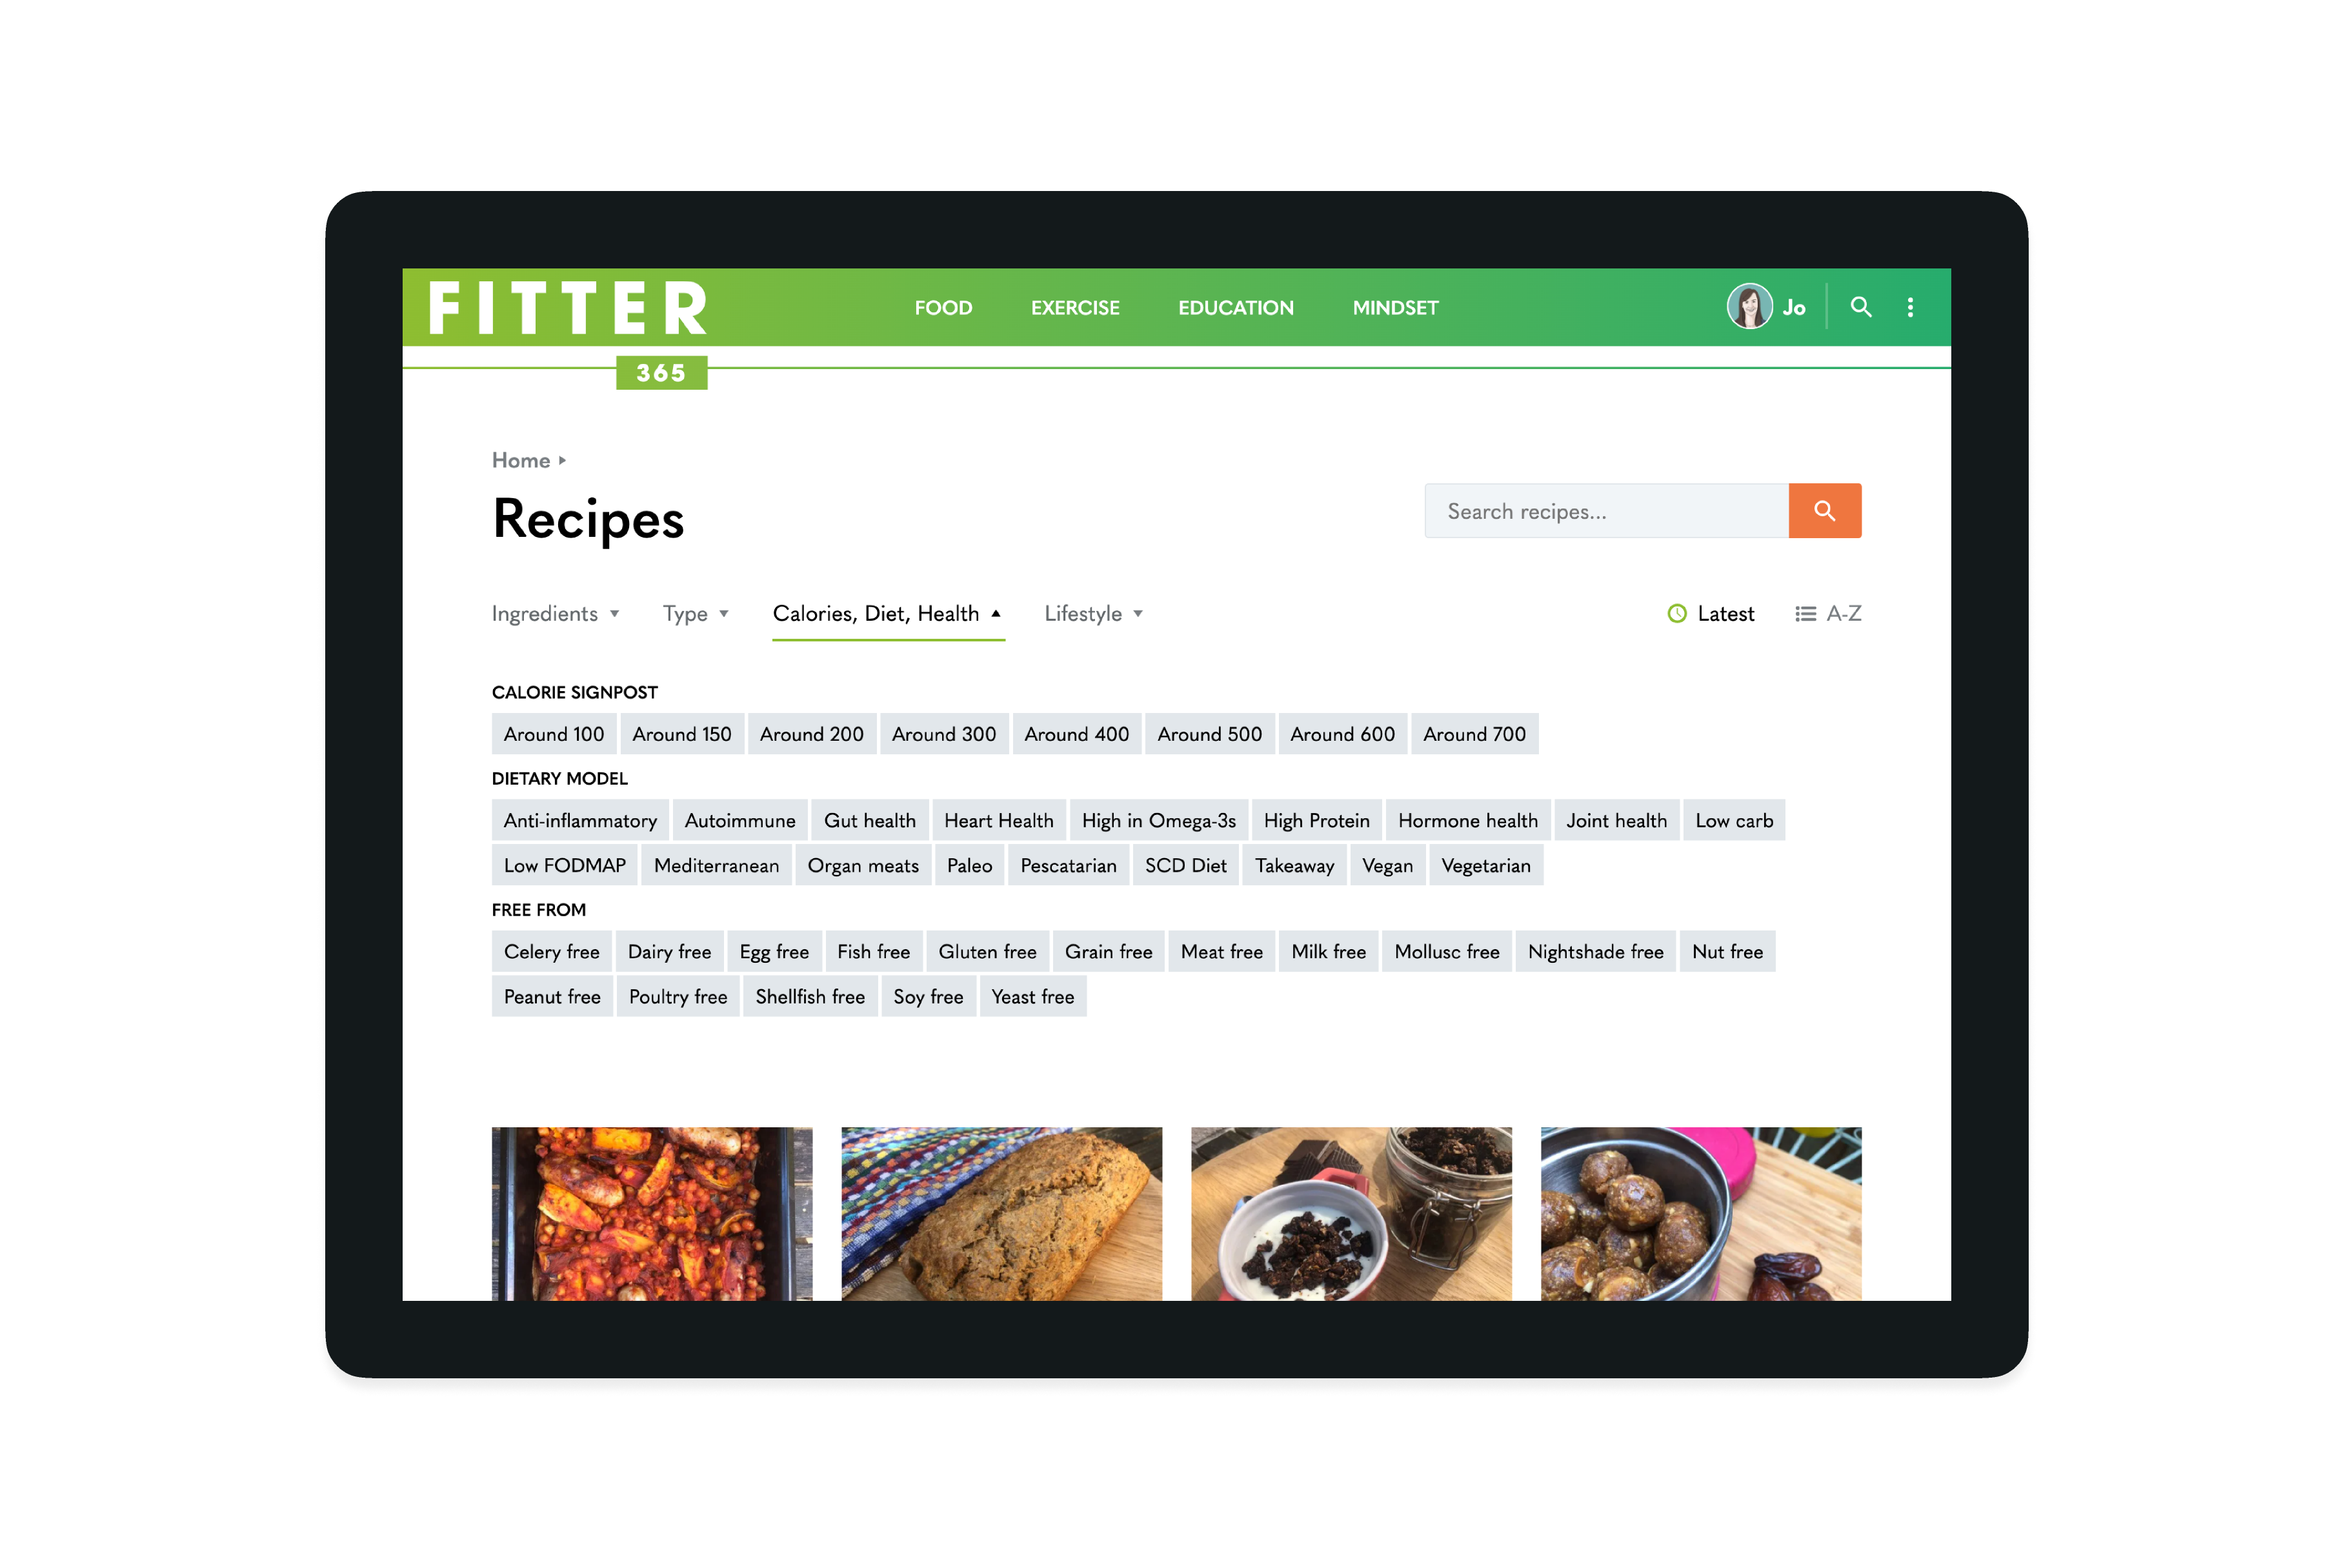 FITTER
FOOD EXERCISE EDUCATION MINDSET Jo
365
Home
Recipes
Search recipes...
Ingredients Type Calories, Diet, Health Lifestyle Latest A-Z
CALORIE SIGNPOST
Around 100 Around 150 Around 200 Around 300 Around 400 Around 500 Around 600 Around 700
DIETARY MODEL
Anti-inflammatory Autoimmune Gut health Heart Health High in Omega-3s High Protein Hormone health Joint health Low carb
Low FODMAP Mediterranean Organ meats Paleo Pescatarian SCD Diet Takeaway Vegan Vegetarian
FREE FROM
Celery free Dairy free Egg free Fish free Gluten free Grain free Meat free Milk free Mollusc free Nightshade free Nut free
Peanut free Poultry free Shellfish free Soy free Yeast free